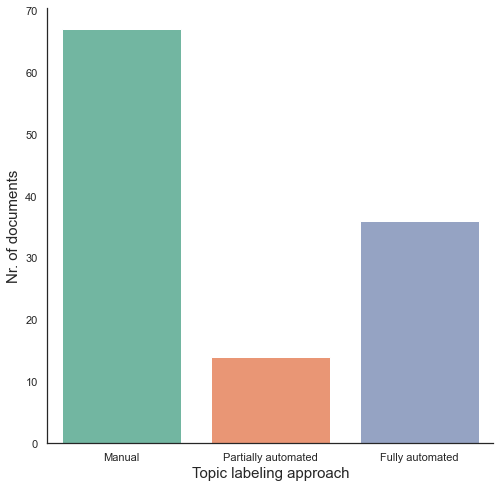 Nr. of documents
70
60
50
40
30
20
10
0
Manual
Partially automated
Fully automated
Topic labeling approach